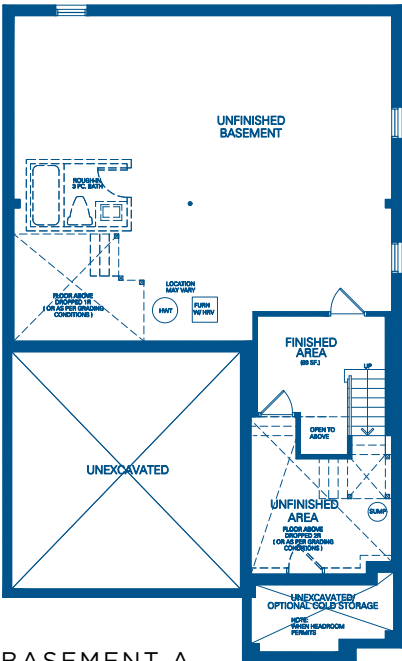 UNFINISHED
BASEMENT
ROUGH-IN
3 PC. BATH
LOCATION
MAY VARY
FLOOR ABOVE
DROPPED 1R
( OR AS PER GRADING
CONDITIONS )
HWT
FURN
W/ HRV
FINISHED
AREA
UP
OPEN TO
ABOVE
UNEXCAVATED
UNFINISHED
AREA
SUMP
FLOOR ABOVE
DROPPED 2R
( OR AS PER GRADING
CONDITIONS )
UNEXCAVATED/
OPTIONAL COLD STORAGE
NOTE:
WHEN HEADROOM
PERMITS
BASEMENT A